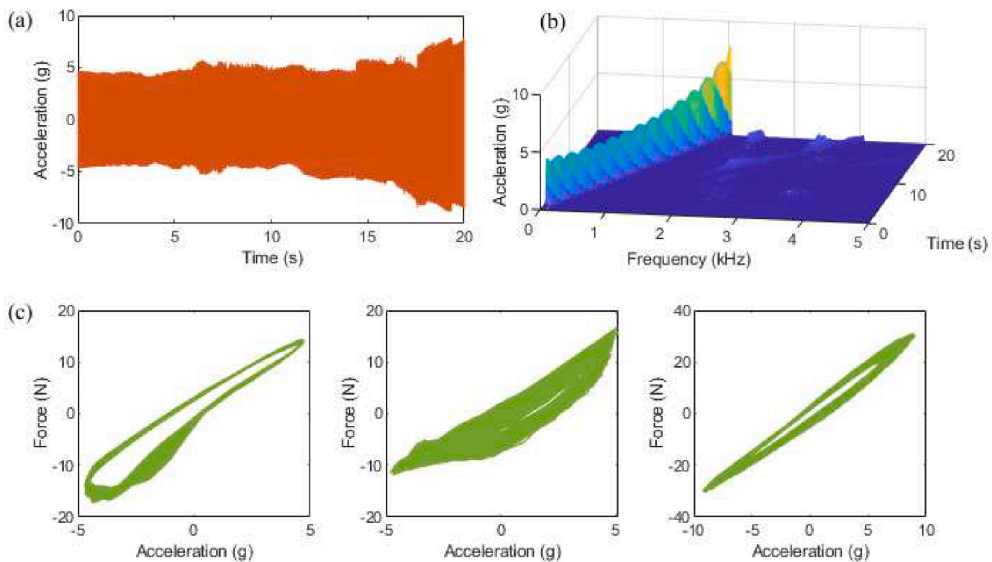 (a)
10
5
0
-5
-10
Acceleration (g)
0 5 10 15 20
Time (s)
(b)
10
5
0
Accleration (g)
0 1 2 3 4 5
Frequency (kHz)
0 10 20
Time (s)
(c)
20
10
0
-10
-20
Force (N)
-5 0 5
Acceleration (g)
20
10
0
-10
-20
Force (N)
-5 0 5
Acceleration (g)
40
20
0
-20
-40
Force (N)
-10 -5 0 5 10
Acceleration (g)